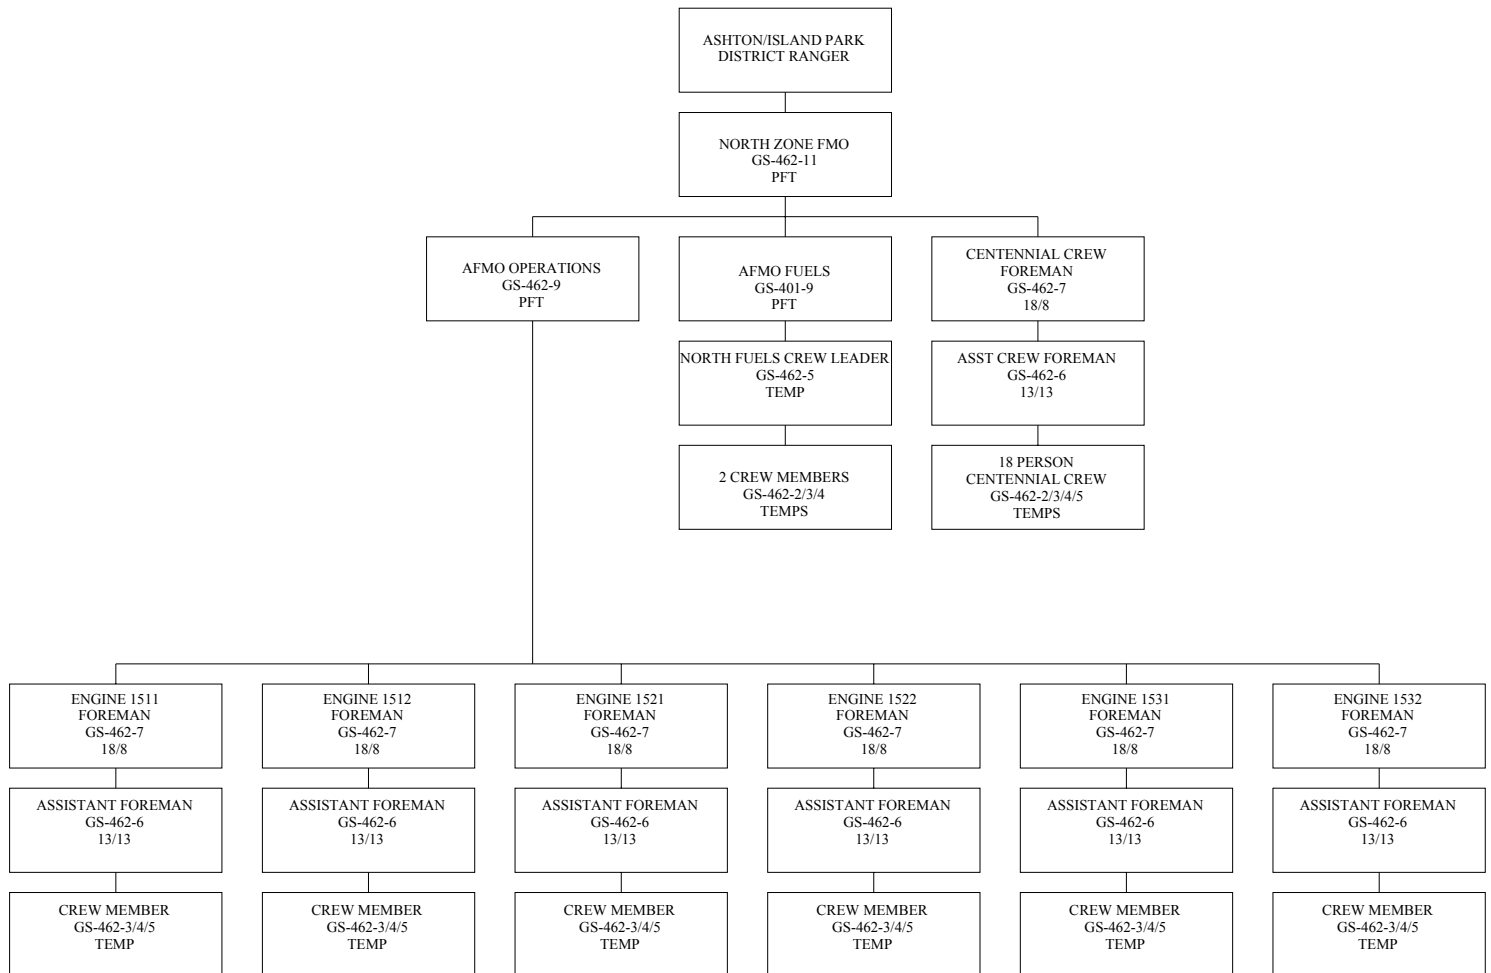 ASHTON/ISLAND PARK
DISTRICT RANGER
NORTH ZONE FMO
GS-462-11
PFT
AFMO OPERATIONS
GS-462-9
PFT
AFMO FUELS
GS-401-9
PFT
CENTENNIAL CREW
FOREMAN
GS-462-7
18/8
NORTH FUELS CREW LEADER
GS-462-5
TEMP
ASST CREW FOREMAN
GS-462-6
13/13
2 CREW MEMBERS
GS-462-2/3/4
TEMPS
18 PERSON
CENTENNIAL CREW
GS-462-2/3/4/5
TEMPS
ENGINE 1511
FOREMAN
GS-462-7
18/8
ENGINE 1512
FOREMAN
GS-462-7
18/8
ENGINE 1521
FOREMAN
GS-462-7
18/8
ENGINE 1522
FOREMAN
GS-462-7
18/8
ENGINE 1531
FOREMAN
GS-462-7
18/8
ENGINE 1532
FOREMAN
GS-462-7
18/8
ASSISTANT FOREMAN
GS-462-6
13/13
ASSISTANT FOREMAN
GS-462-6
13/13
ASSISTANT FOREMAN
GS-462-6
13/13
ASSISTANT FOREMAN
GS-462-6
13/13
ASSISTANT FOREMAN
GS-462-6
13/13
ASSISTANT FOREMAN
GS-462-6
13/13
CREW MEMBER
GS-462-3/4/5
TEMP
CREW MEMBER
GS-462-3/4/5
TEMP
CREW MEMBER
GS-462-3/4/5
TEMP
CREW MEMBER
GS-462-3/4/5
TEMP
CREW MEMBER
GS-462-3/4/5
TEMP
CREW MEMBER
GS-462-3/4/5
TEMP